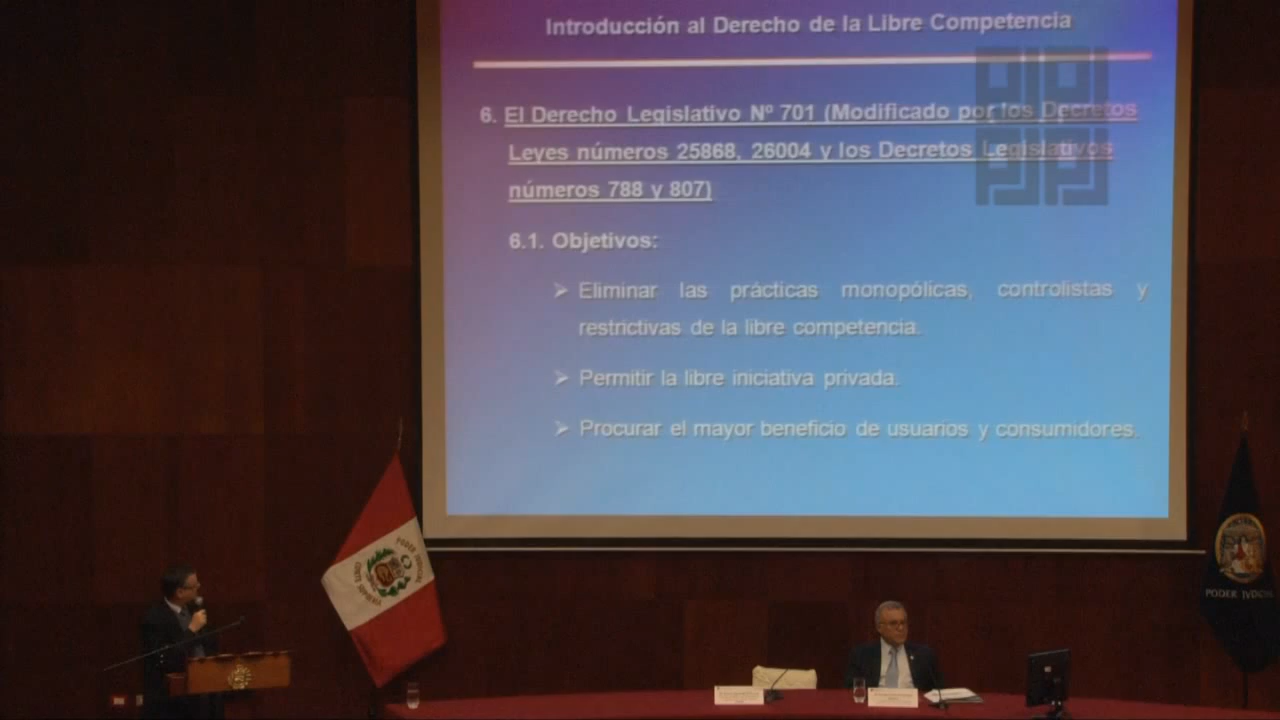 Introducción al Derecho de la Libre Competencia
6. El Derecho Legislativo Nº 701 (Modificado por los Decretos
Leyes números 25868, 26004 y los Decretos Legislativos
números 788 y 807)
6.1. Objetivos:
➢ Eliminar las prácticas monopólicas, controlistas y
restrictivas de la libre competencia.
➢ Permitir la libre iniciativa privada.
➢ Procurar el mayor beneficio de usuarios y consumidores.
PODER JUDICIAL
PODER JVDICIAL